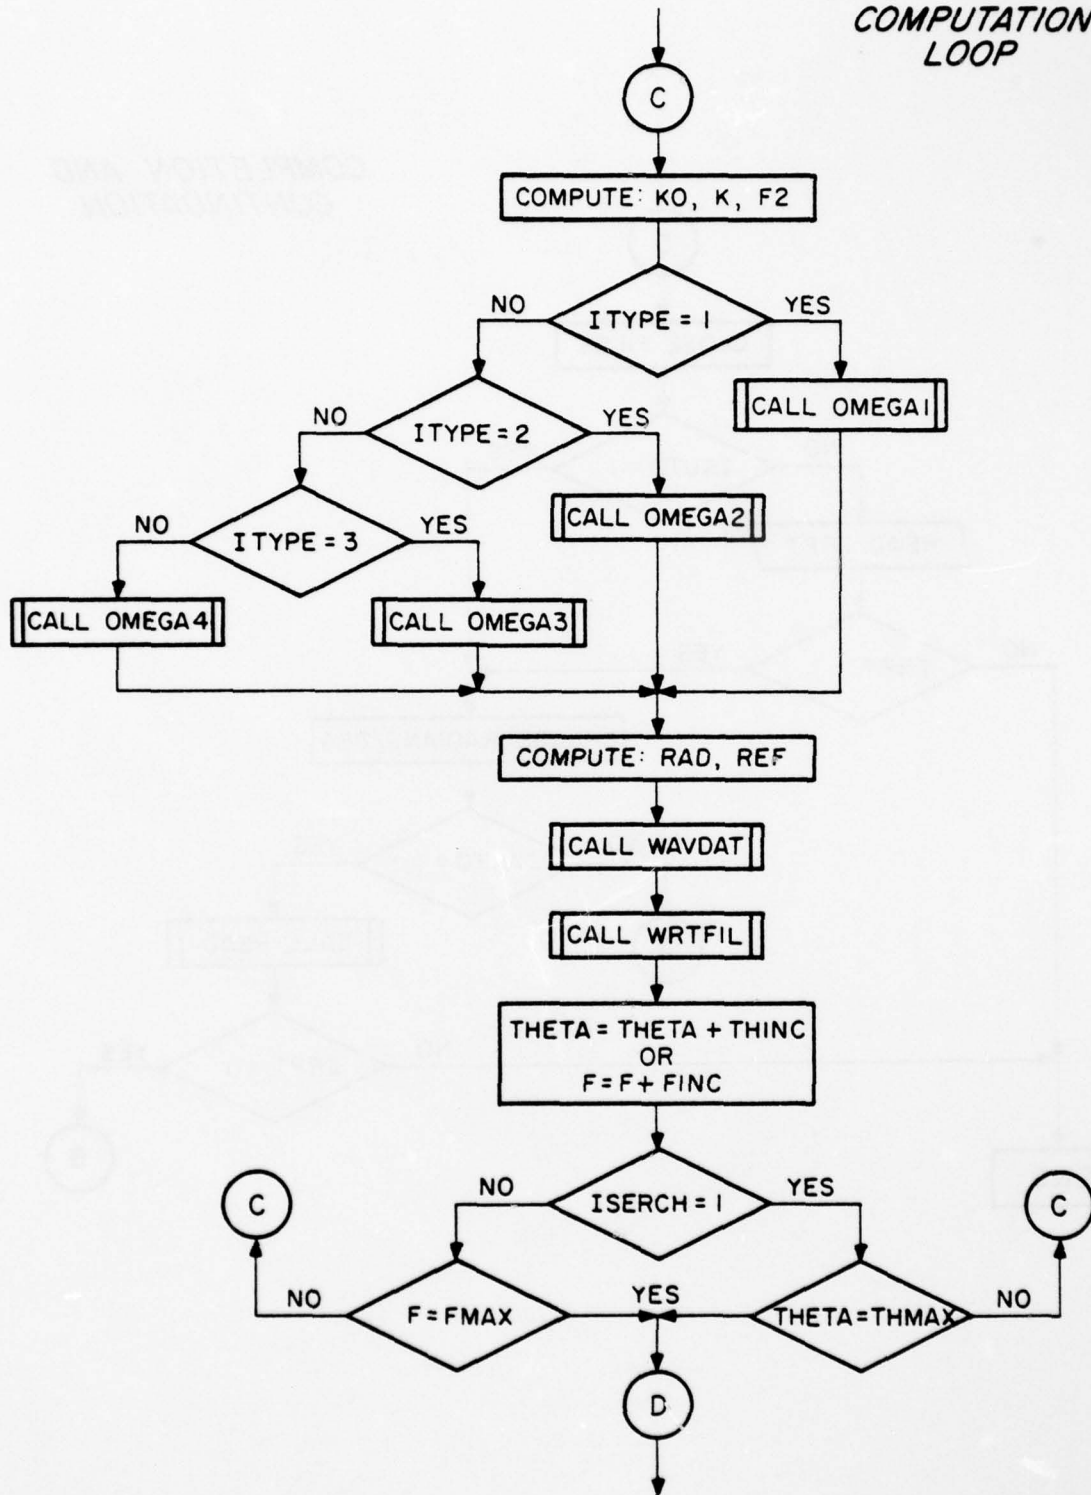 COMPUTATION
LOOP
C
COMPUTE: KO, K, F2
NO
ITYPE = 1
YES
CALL OMEGA1
NO
ITYPE = 2
YES
CALL OMEGA2
NO
ITYPE = 3
YES
CALL OMEGA4
CALL OMEGA3
COMPUTE: RAD, REF
CALL WAVDAT
CALL WRTFIL
THETA = THETA + THINC
OR
F = F + FINC
C
NO
ISERCH = 1
YES
C
NO
F = FMAX
YES
THETA=THMAX
NO
D